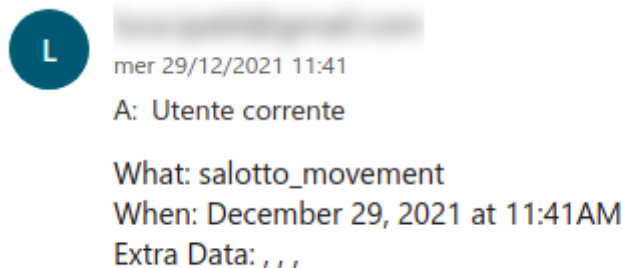 L
mer 29/12/2021 11:41
A: Utente corrente
What: salotto_movement
When: December 29, 2021 at 11:41AM
Extra Data: , , ,